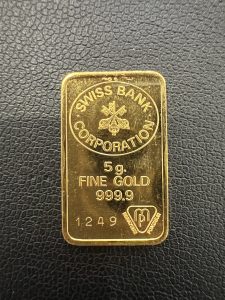 SWISS BANK
CORPORATION
5 g.
FINE GOLD
999.9
1249